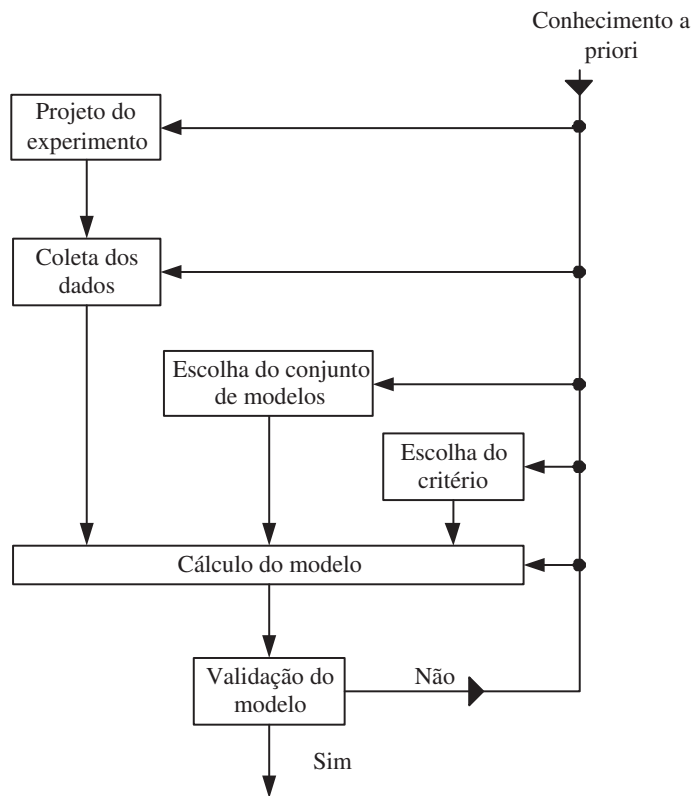 Conhecimento a
priori
Projeto do
experimento
Coleta dos
dados
Escolha do conjunto
de modelos
Escolha do
critério
Cálculo do modelo
Validação do
modelo
Não
Sim